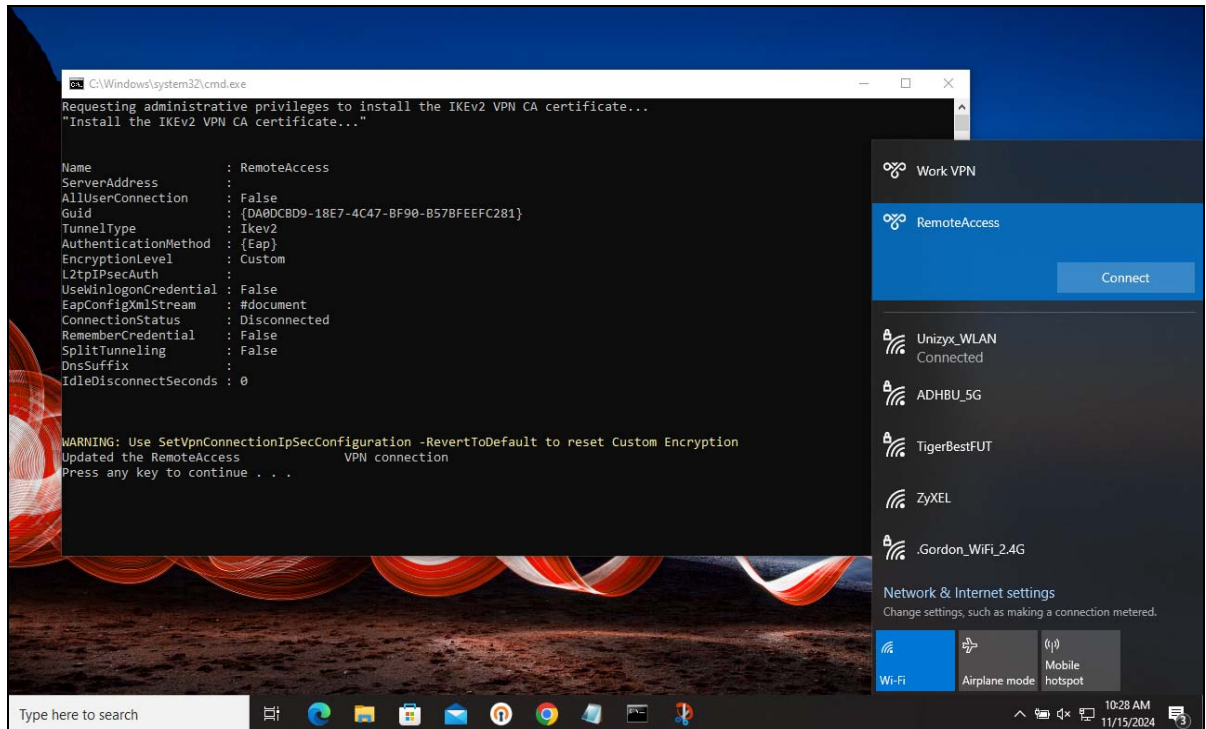 C:\Windows\system32\cmd.exe
Requesting administrative privileges to install the IKEv2 VPN CA certificate...
"Install the IKEv2 VPN CA certificate..."
Name : RemoteAccess
ServerAddress :
AllUserConnection : False
Guid : {DA0DCBD9-18E7-4C47-BF90-B57BFEEFC281}
TunnelType : Ikev2
AuthenticationMethod : {Eap}
EncryptionLevel : Custom
L2tpIPsecAuth :
UseWinlogonCredential : False
EapConfigXmlStream : #document
ConnectionStatus : Disconnected
RememberCredential : False
SplitTunneling : False
DnsSuffix :
IdleDisconnectSeconds : 0
WARNING: Use SetVpnConnectionIpSecConfiguration -RevertToDefault to reset Custom Encryption
Updated the RemoteAccess VPN connection
Press any key to continue . . .
Work VPN
RemoteAccess
Connect
Unizyx_WLAN
Connected
ADHBU_5G
TigerBestFUT
ZyXEL
.Gordon_WiFi_2.4G
Network & Internet settings
Change settings, such as making a connection metered.
Wi-Fi
Airplane mode
Mobile
hotspot
Type here to search
10:28 AM
11/15/2024
3